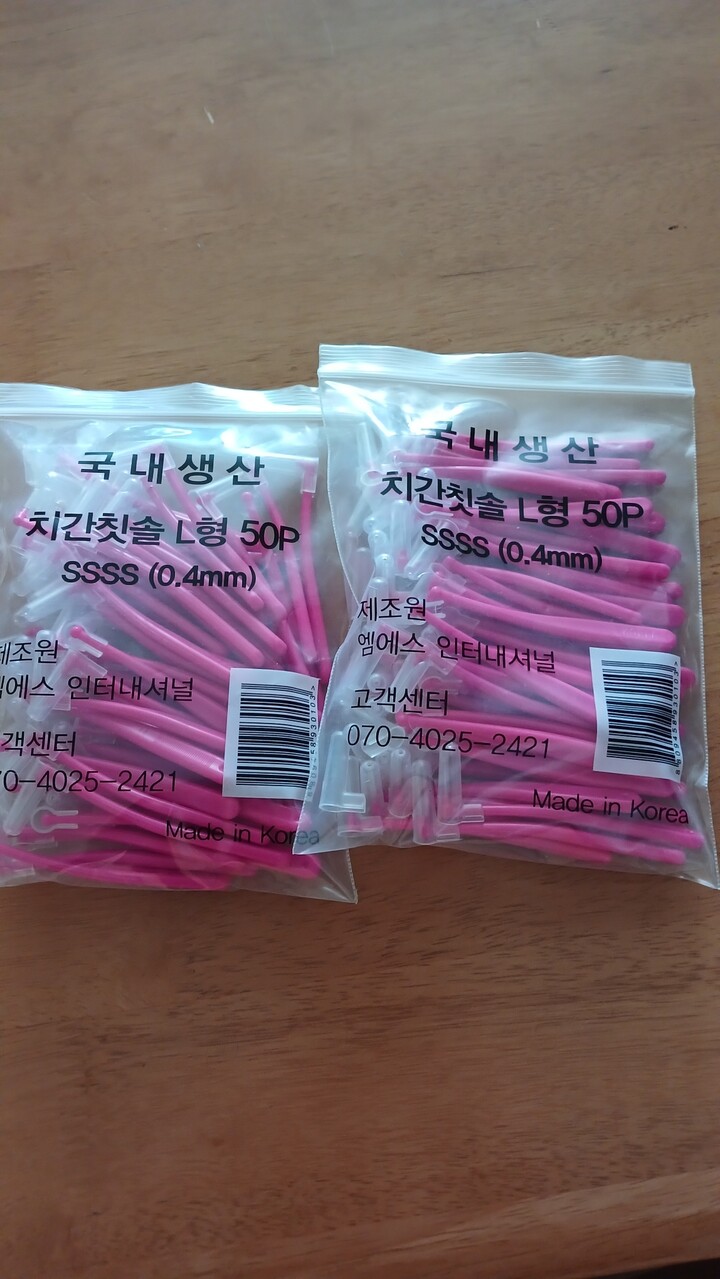 국내생산
치간칫솔 L형 50P
SSSS (0.4mm)
제조원
엠에스 인터내셔널
고객센터
070-4025-2421
Made in Korea
국내생산
치간칫솔 L형 50P
SSSS (0.4mm)
제조원
엠에스 인터내셔널
고객센터
070-4025-2421
Made in Korea